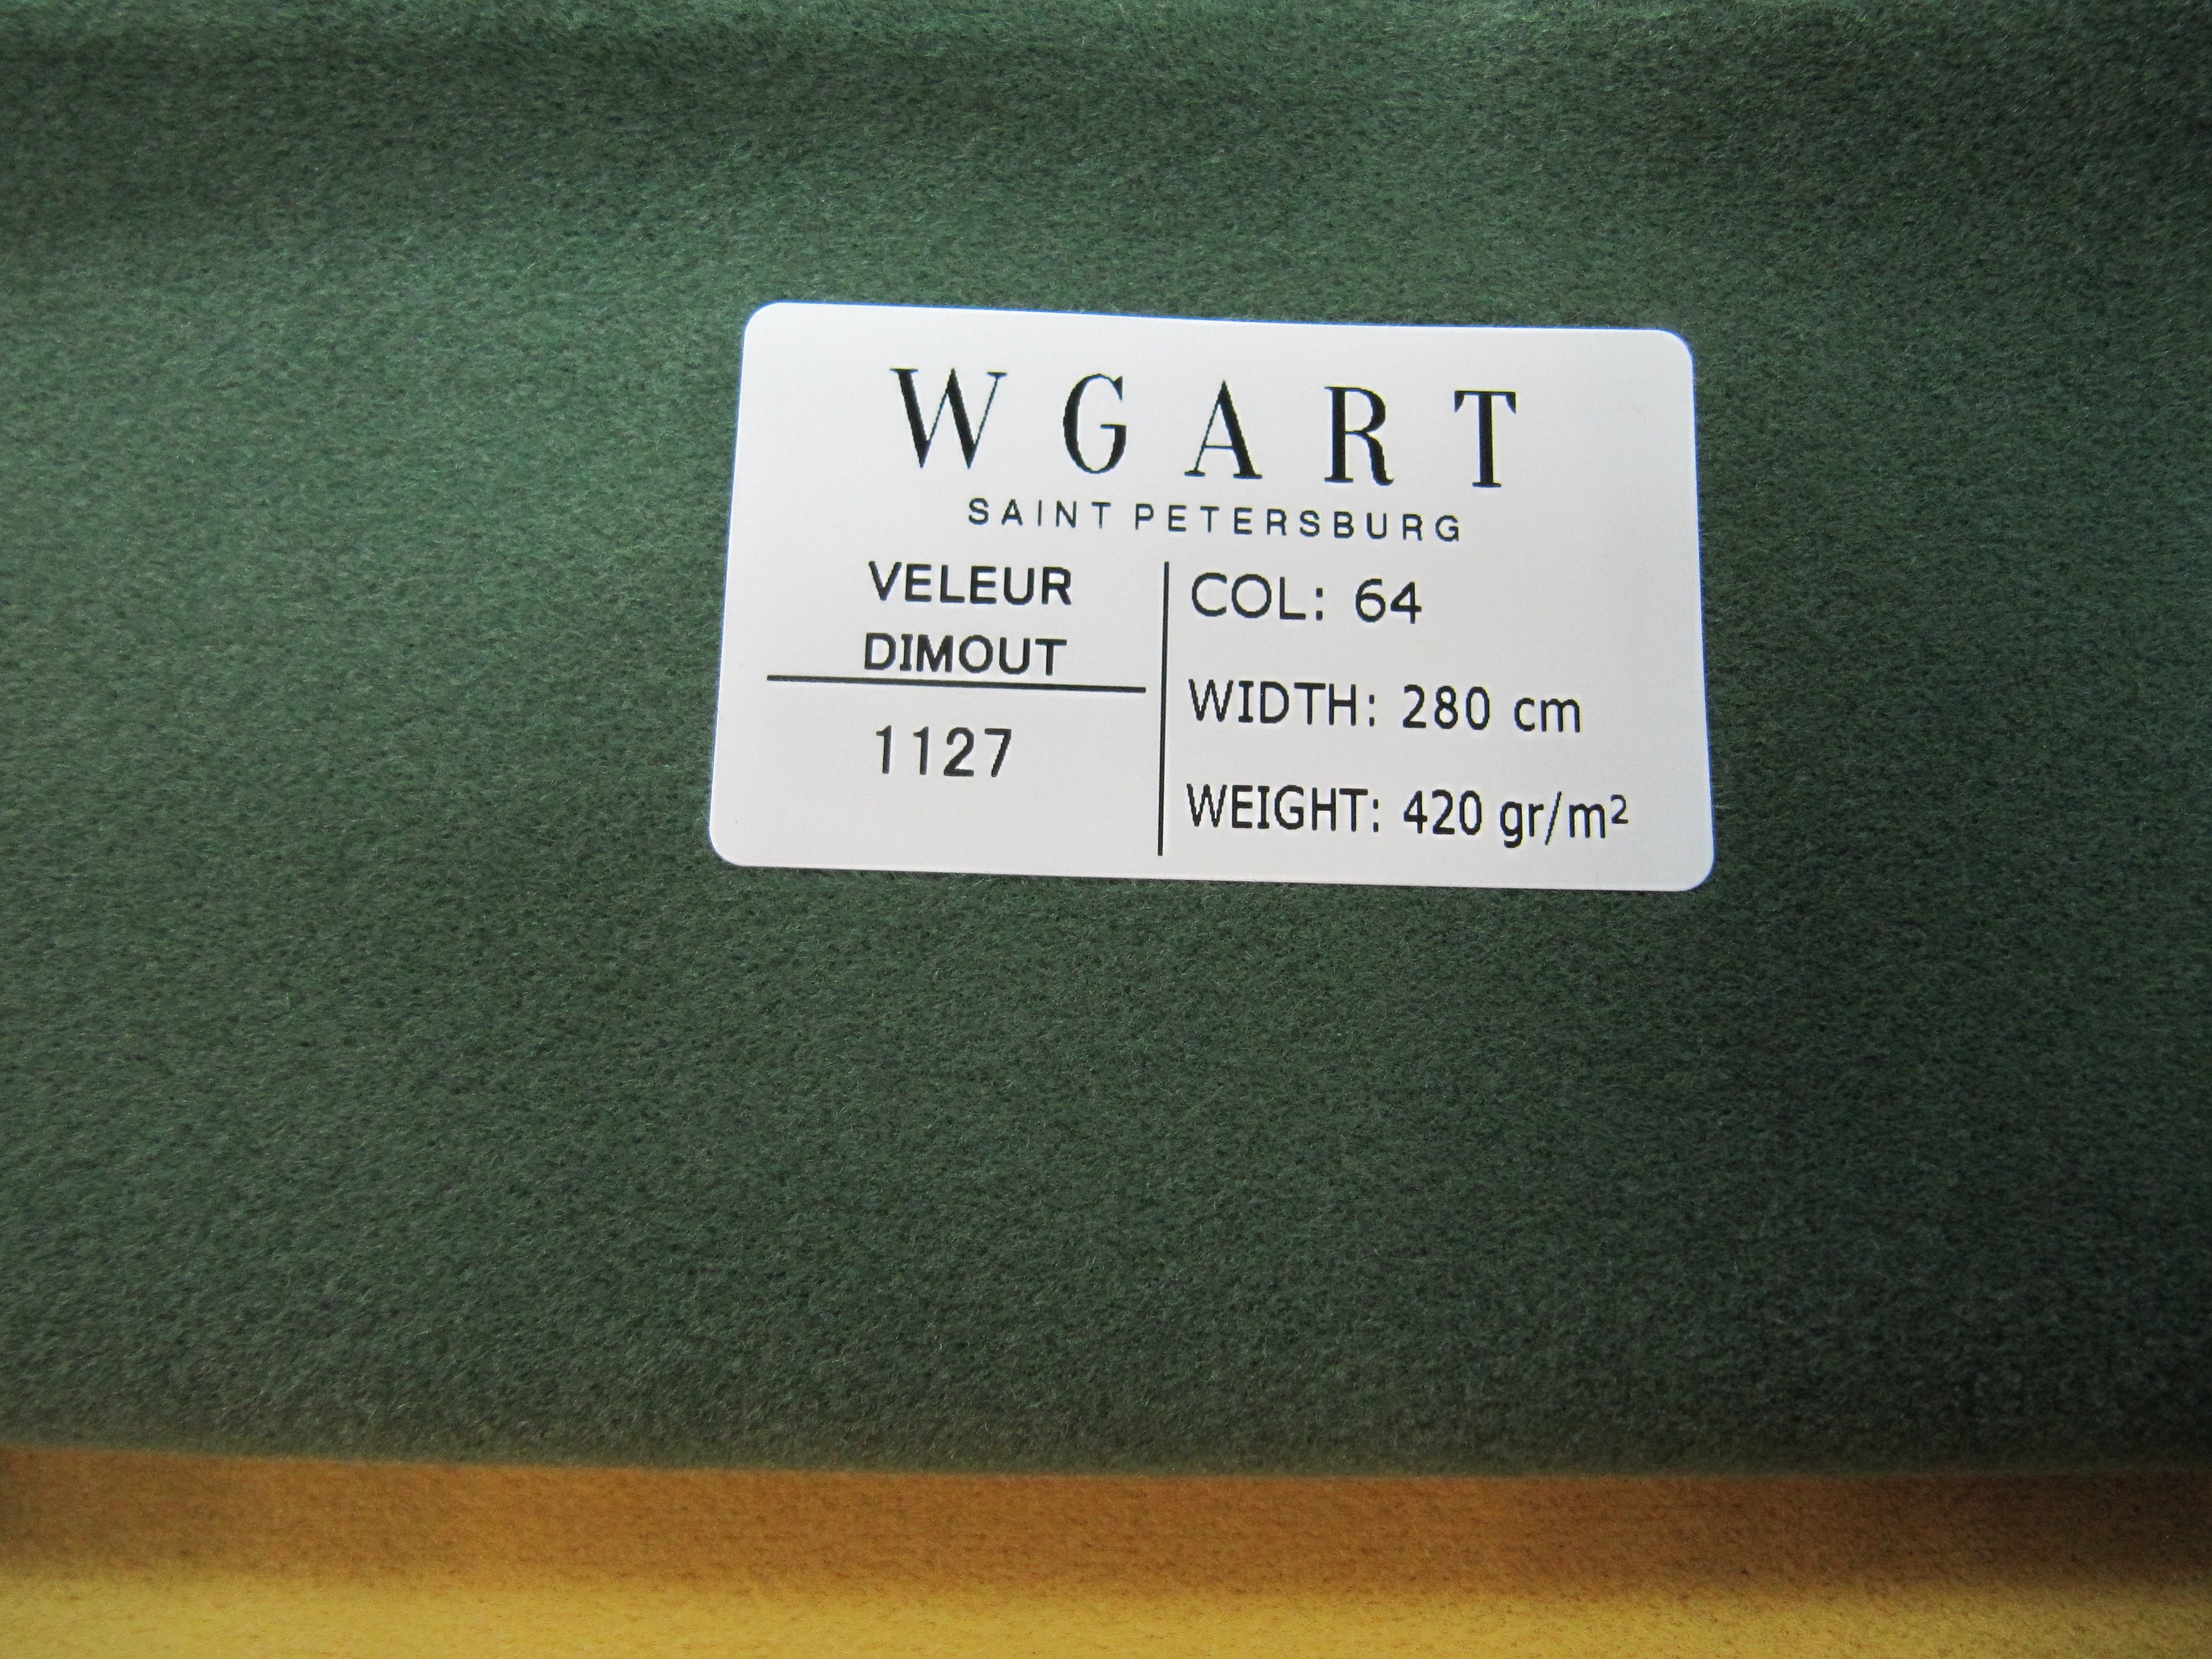 WGART
SAINT PETERSBURG
VELEUR
DIMOUT
1127
COL: 64
WIDTH: 280 cm
WEIGHT: 420 gr/m²